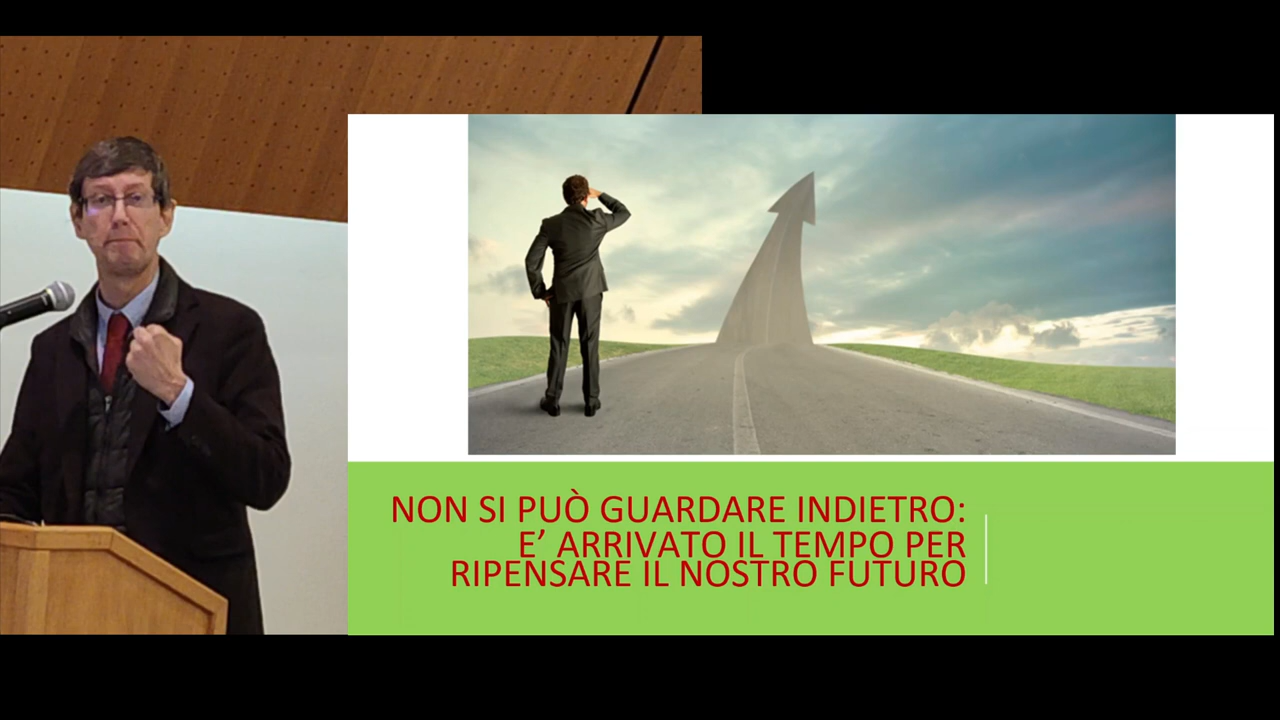 NON SI PUÒ GUARDARE INDIETRO:
E’ ARRIVATO IL TEMPO PER
RIPENSARE IL NOSTRO FUTURO